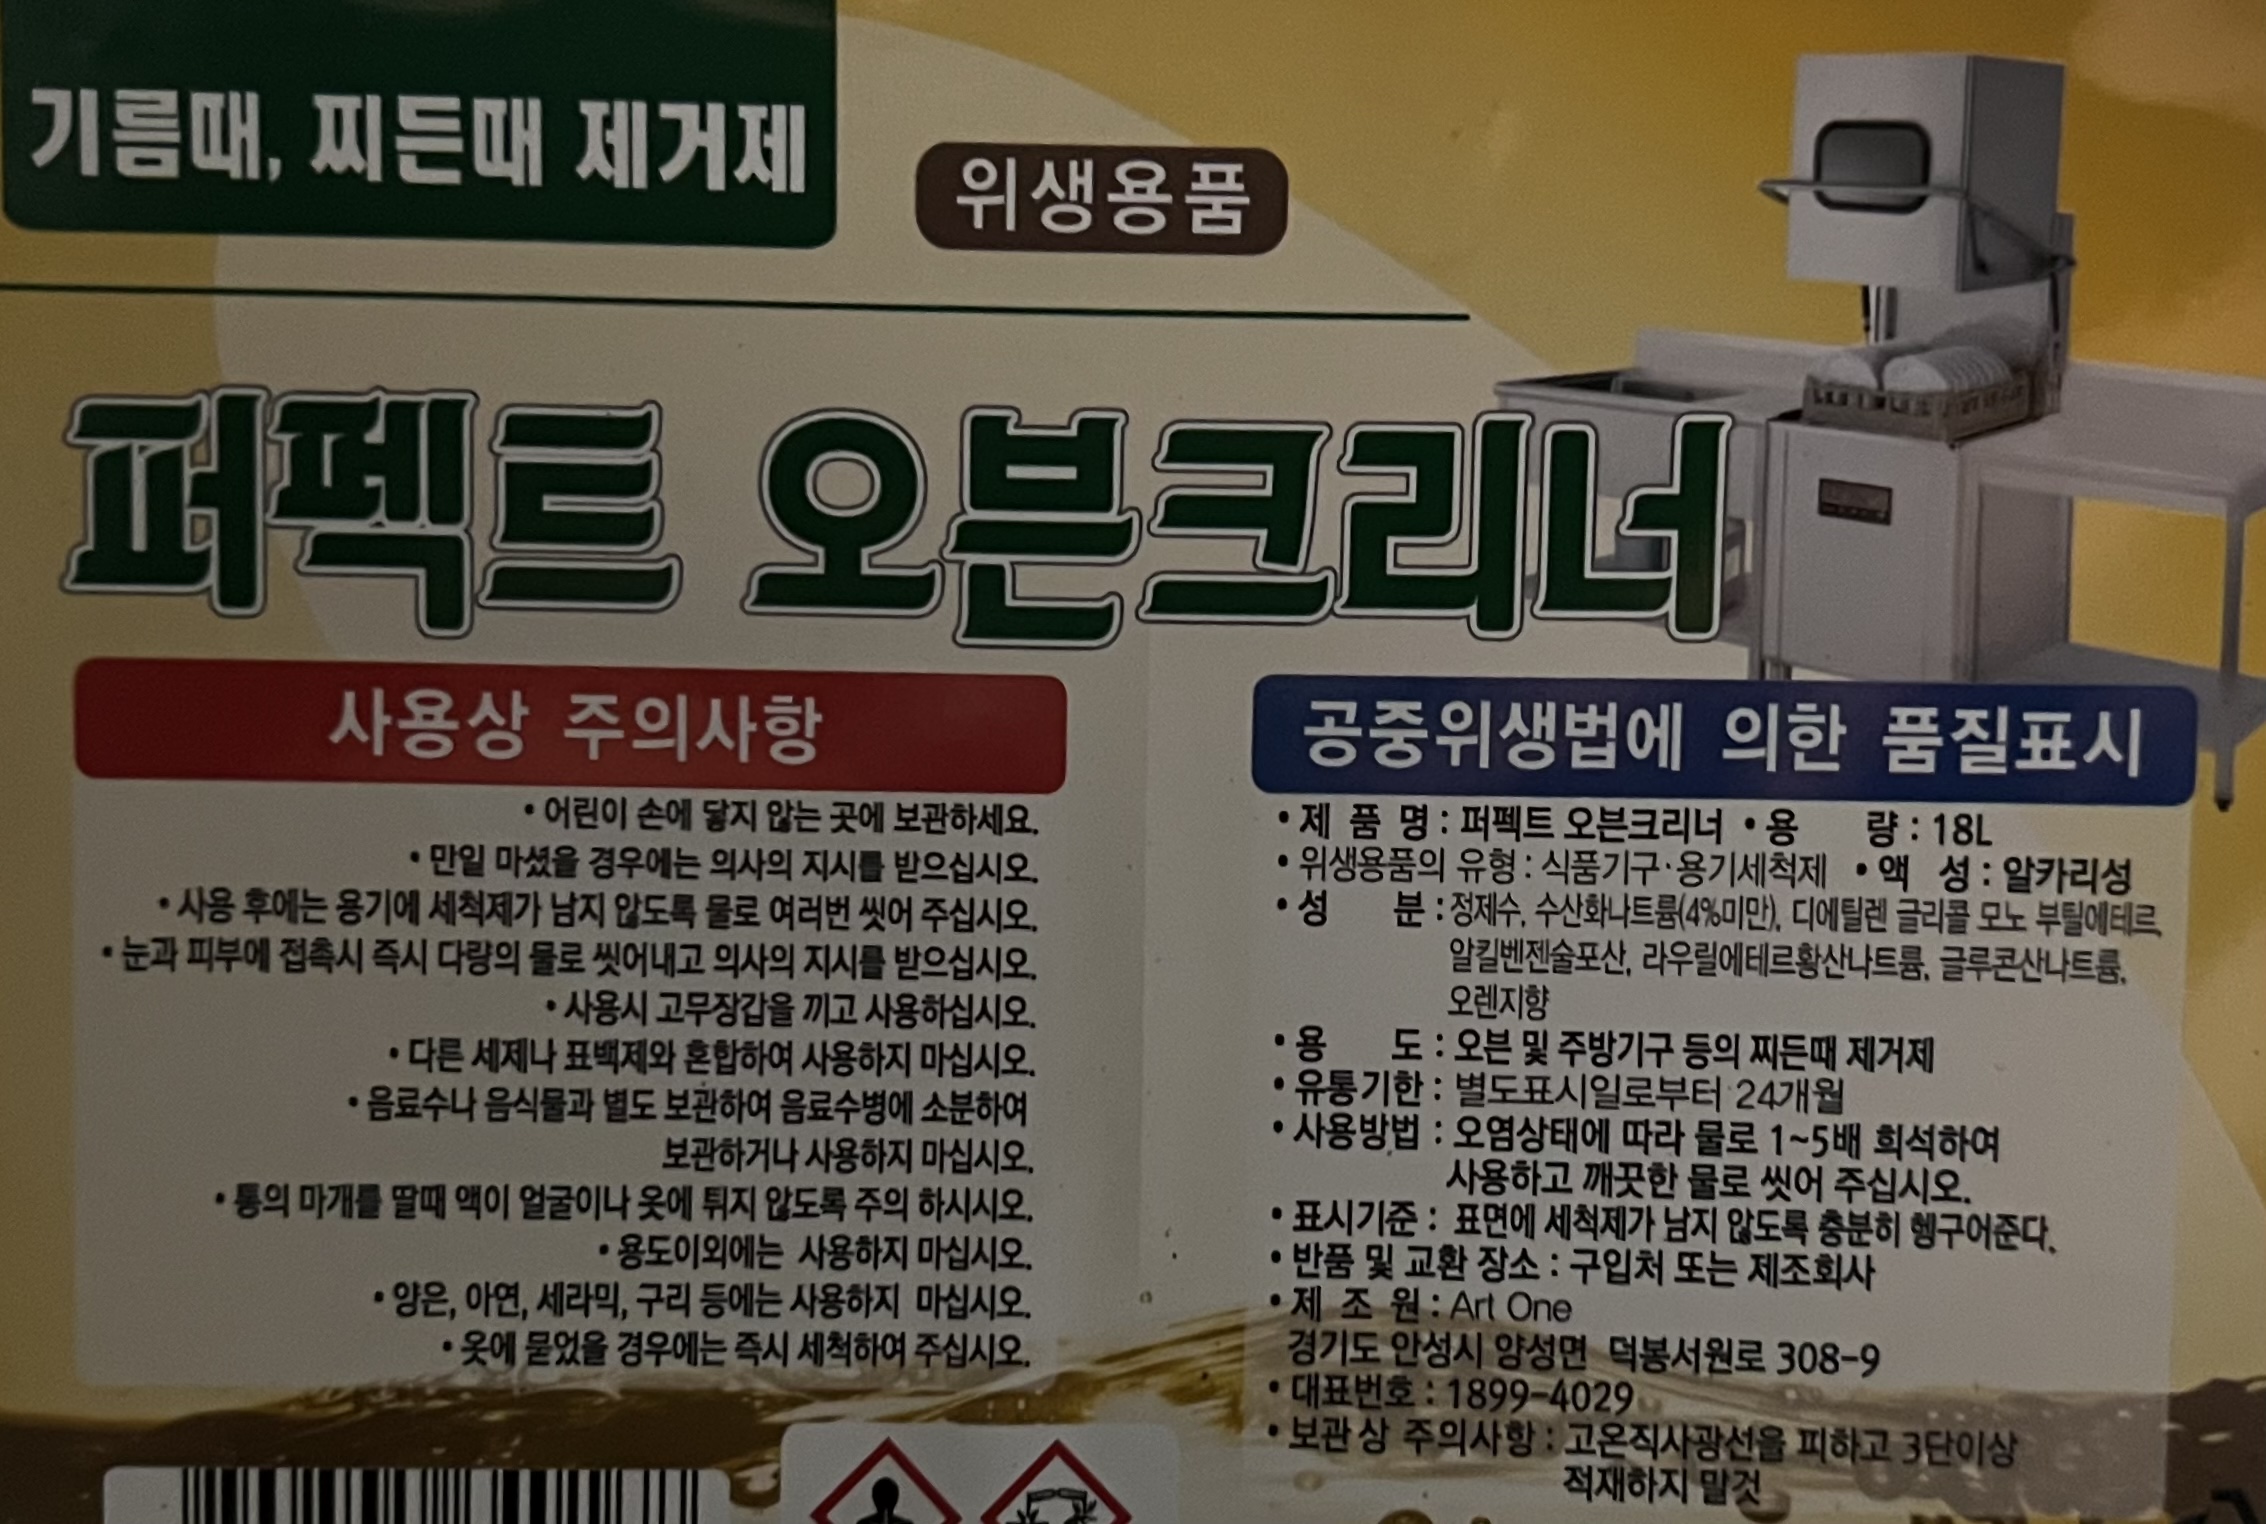 기름때, 찌든때 제거제
위생용품
퍼펙트 오븐크리너
사용상 주의사항
• 어린이 손에 닿지 않는 곳에 보관하세요.
• 만일 마셨을 경우에는 의사의 지시를 받으십시오.
• 사용 후에는 용기에 세척제가 남지 않도록 물로 여러번 씻어 주십시오.
• 눈과 피부에 접촉시 즉시 다량의 물로 씻어내고 의사의 지시를 받으십시오.
• 사용시 고무장갑을 끼고 사용하십시오.
• 다른 세제나 표백제와 혼합하여 사용하지 마십시오.
• 음료수나 음식물과 별도 보관하여 음료수병에 소분하여
보관하거나 사용하지 마십시오.
• 통의 마개를 딸때 액이 얼굴이나 옷에 튀지 않도록 주의 하시시오.
• 용도이외에는 사용하지 마십시오.
• 양은, 아연, 세라믹, 구리 등에는 사용하지 마십시오.
• 옷에 묻었을 경우에는 즉시 세척하여 주십시오.
공중위생법에 의한 품질표시
• 제 품 명 : 퍼펙트 오븐크리너 • 용 량 : 18L
• 위생용품의 유형 : 식품기구·용기세척제 • 액 성 : 알카리성
• 성 분 : 정제수, 수산화나트륨(4%미만), 디에틸렌 글리콜 모노 부틸에테르
알킬벤젠술포산, 라우릴에테르황산나트륨, 글루콘산나트륨,
오렌지향
• 용 도 : 오븐 및 주방기구 등의 찌든때 제거제
• 유통기한 : 별도표시일로부터 24개월
• 사용방법 : 오염상태에 따라 물로 1~5배 희석하여
사용하고 깨끗한 물로 씻어 주십시오.
• 표시기준 : 표면에 세척제가 남지 않도록 충분히 헹구어준다.
• 반품 및 교환 장소 : 구입처 또는 제조회사
• 제 조 원 : Art One
경기도 안성시 양성면 덕봉서원로 308-9
• 대표번호 : 1899-4029
• 보관상 주의사항 : 고온직사광선을 피하고 3단이상
적재하지 말것